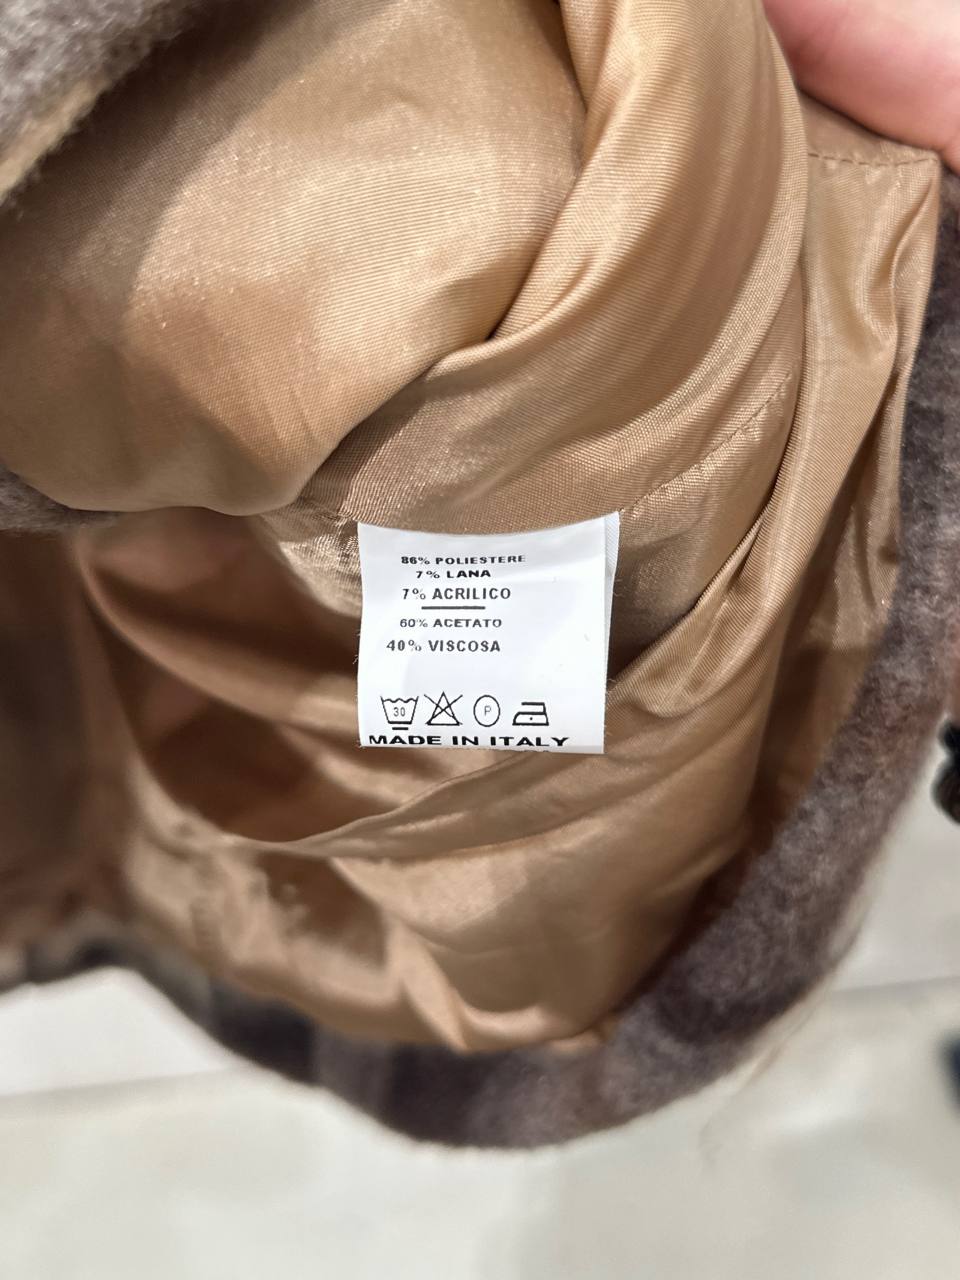 86% POLIESTERE
7% LANA
7% ACRILICO
60% ACETATO
40% VISCOSA
30 P
MADE IN ITALY